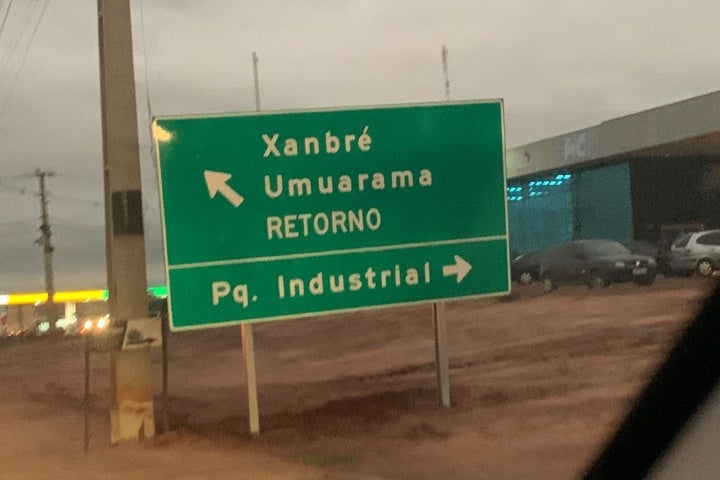 Xanbré
Umuarama
RETORNO
Pq. Industrial